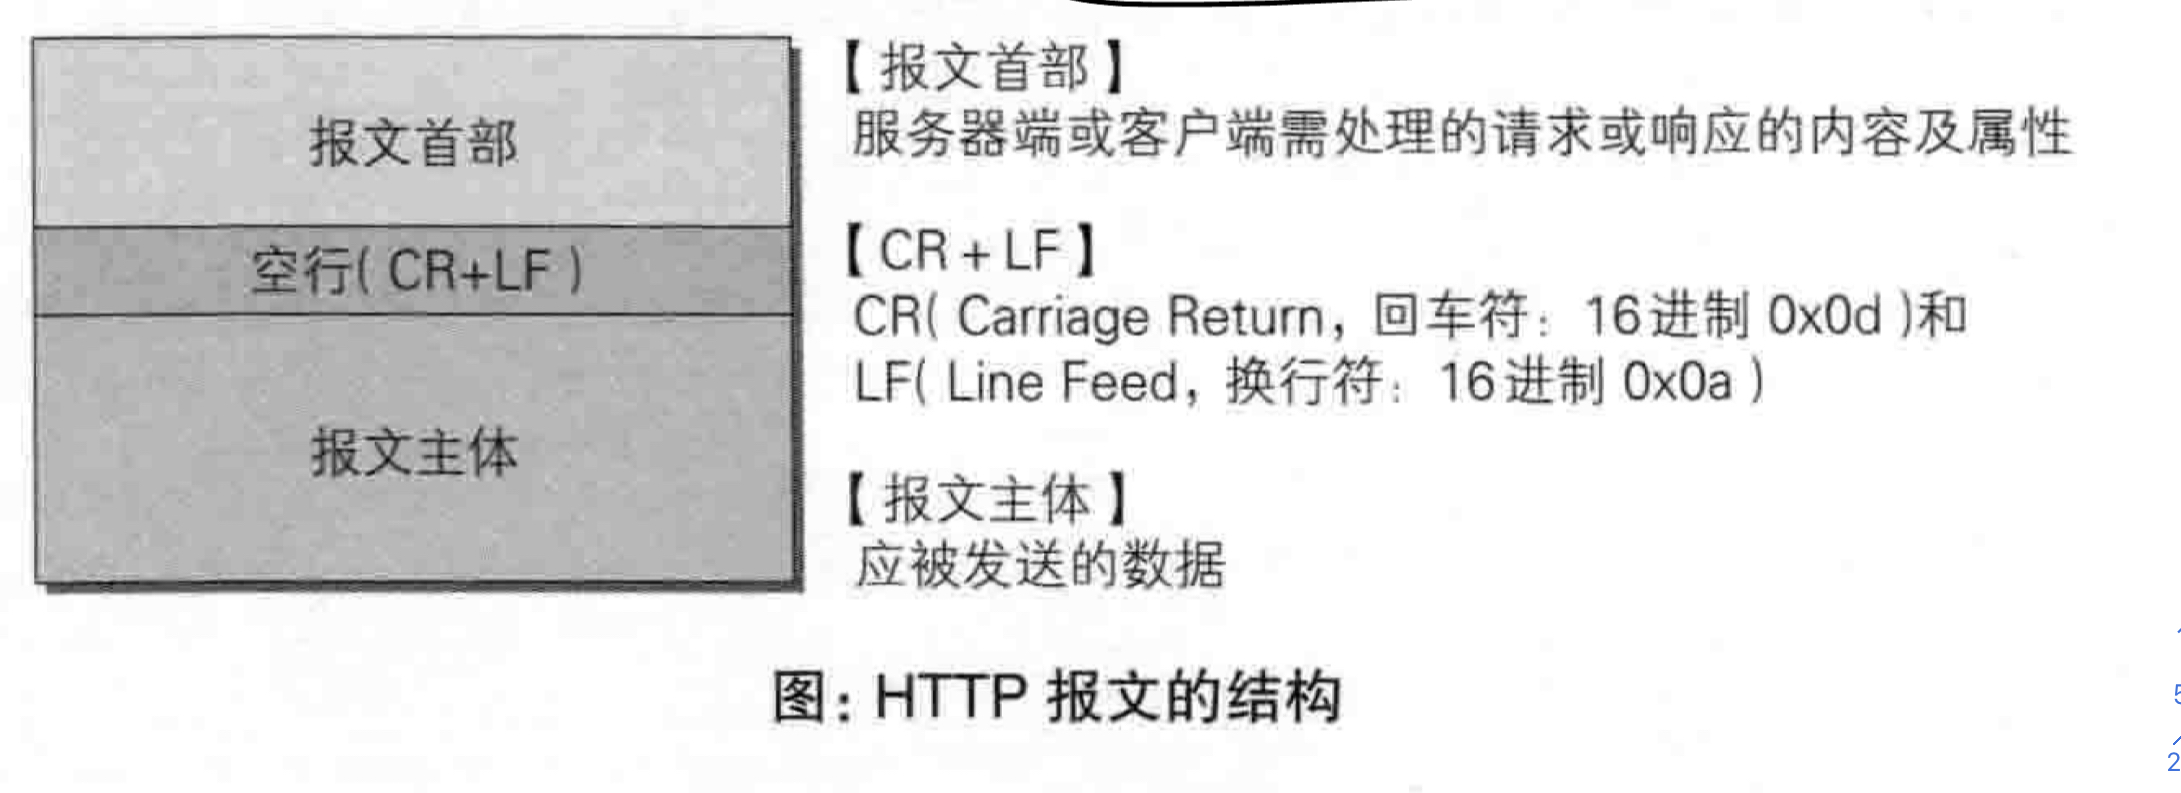 报文首部
空行( CR+LF )
报文主体
【 报文首部 】
服务器端或客户端需处理的请求或响应的内容及属性
【 CR + LF 】
CR( Carriage Return，回车符：16进制 0x0d )和
LF( Line Feed，换行符：16进制 0x0a )
【 报文主体 】
应被发送的数据
图：HTTP 报文的结构